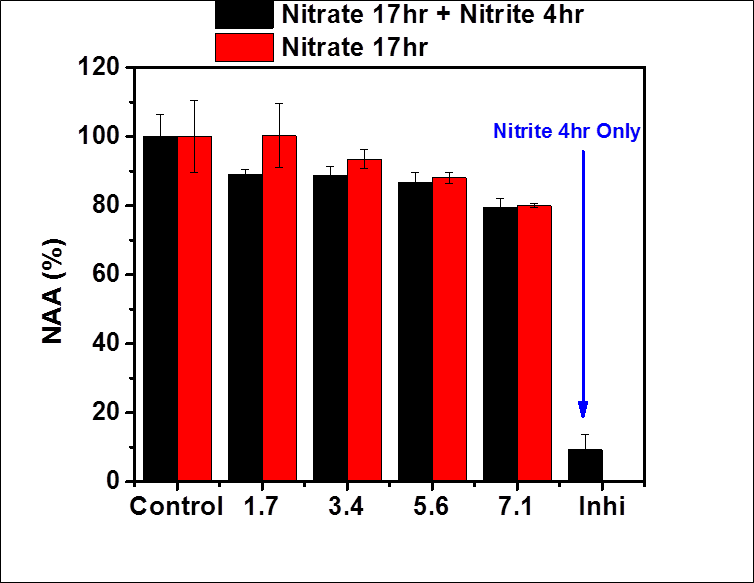 Nitrate 17hr + Nitrite 4hr
Nitrate 17hr
120
100
80
60
40
20
0
NAA (%)
Nitrite 4hr Only
Control 1.7 3.4 5.6 7.1 Inhi